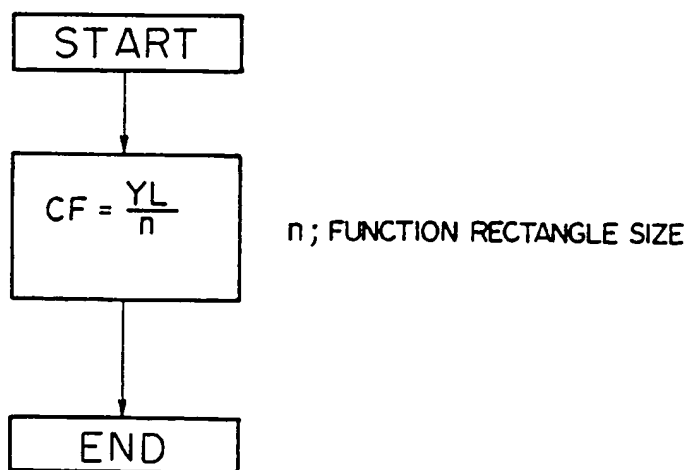 START
CF = YL/n
n; FUNCTION RECTANGLE SIZE
END